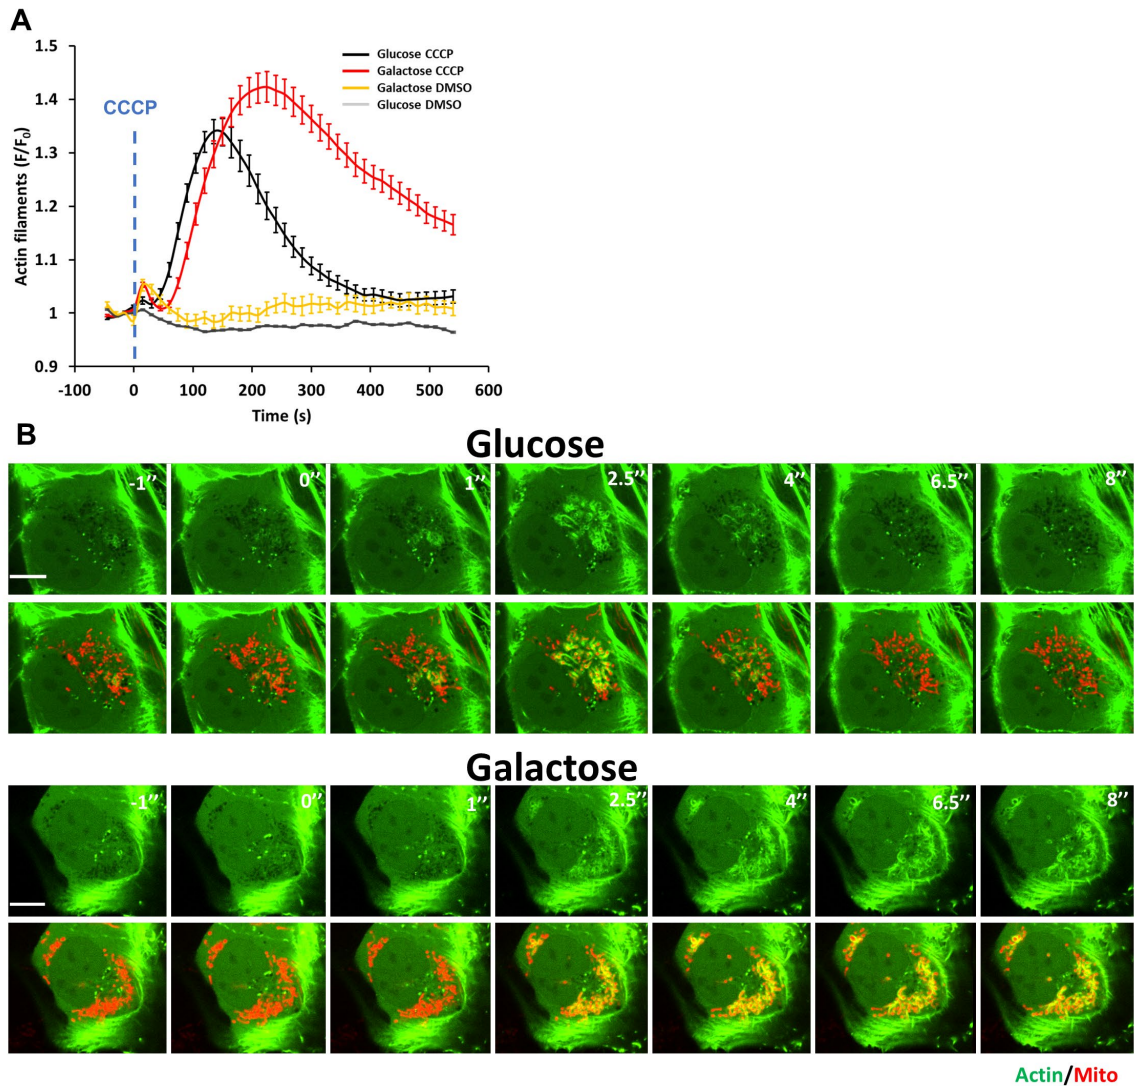 A
1.5
1.4
1.3
1.2
1.1
1
0.9
Actin filaments (F/F0)
-100 0 100 200 300 400 500 600
Time (s)
CCCP
Glucose CCCP
Galactose CCCP
Galactose DMSO
Glucose DMSO
B
Glucose
-1’’ 0’’ 1’’ 2.5’’ 4’’ 6.5’’ 8’’
Galactose
-1’’ 0’’ 1’’ 2.5’’ 4’’ 6.5’’ 8’’
Actin/Mito